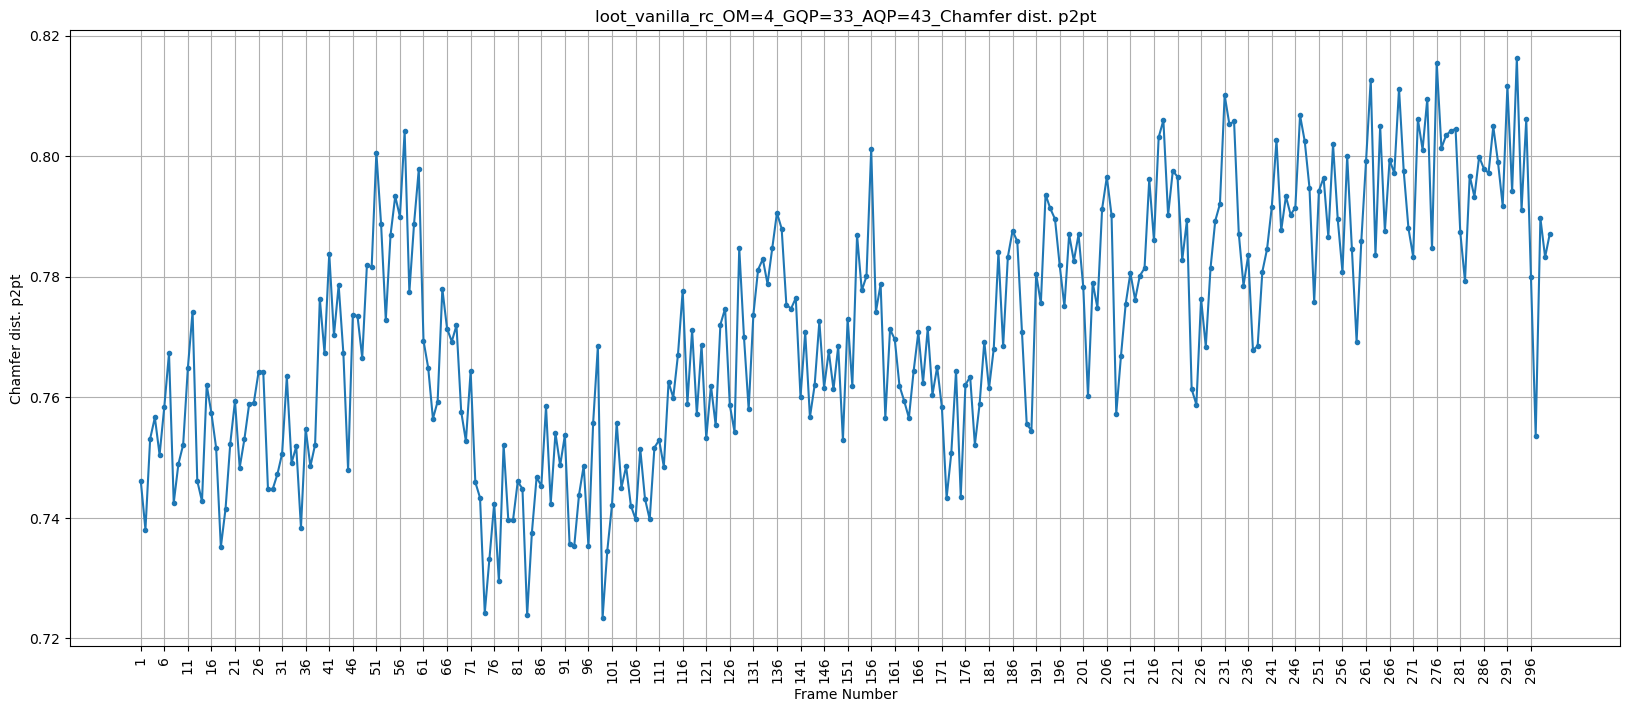 loot_vanilla_rc_OM=4_GQP=33_AQP=43_Chamfer dist. p2pt
Chamfer dist. p2pt
0.82
0.80
0.78
0.76
0.74
0.72
1 6 11 16 21 26 31 36 41 46 51 56 61 66 71 76 81 86 91 96 101 106 111 116 121 126 131 136 141 146 151 156 161 166 171 176 181 186 191 196 201 206 211 216 221 226 231 236 241 246 251 256 261 266 271 276 281 286 291 296
Frame Number